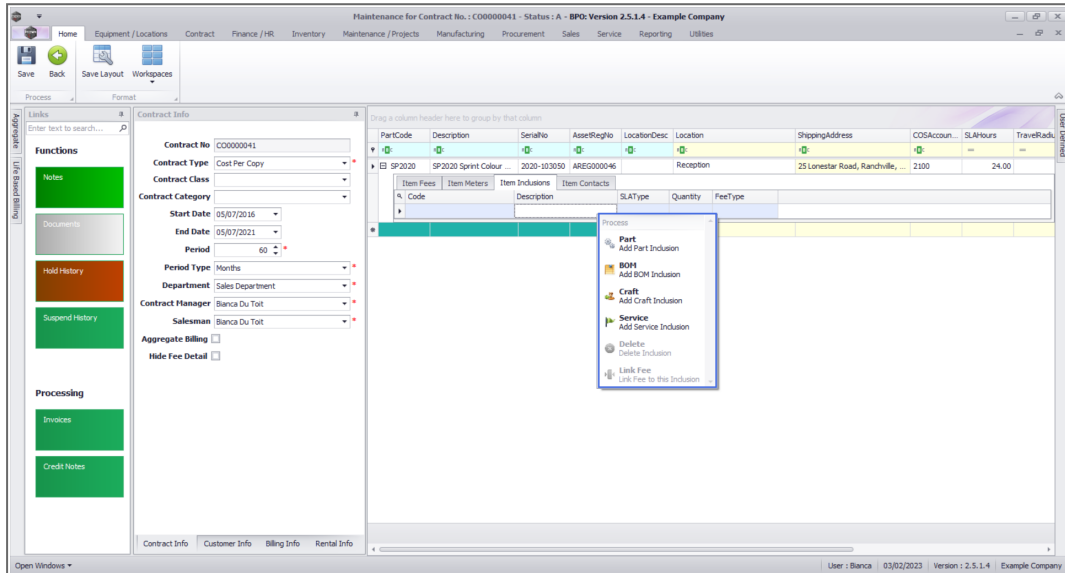 Maintenance for Contract No. : CO0000041 - Status : A - BPO: Version 2.5.1.4 - Example Company
Home Equipment / Locations Contract Finance / HR Inventory Maintenance / Projects Manufacturing Procurement Sales Service Reporting Utilities
Save Back Save Layout Workspaces
Process Format
Aggregate
Life Based Billing
Links
Enter text to search...
Functions
Notes
Documents
Hold History
Suspend History
Processing
Invoices
Credit Notes
Contract Info
Contract No CO0000041
Contract Type Cost Per Copy *
Contract Class
Contract Category
Start Date 05/07/2016
End Date 05/07/2021
Period 60 *
Period Type Months *
Department Sales Department *
Contract Manager Bianca Du Toit *
Salesman Bianca Du Toit *
Aggregate Billing
Hide Fee Detail
Contract Info Customer Info Billing Info Rental Info
Drag a column header here to group by that column
PartCode Description SerialNo AssetRegNo LocationDesc Location ShippingAddress COSAccoun... SLAHours TravelRadiu
SP2020 SP2020 Sprint Colour ... 2020-103050 AREG000046 Reception 25 Lonestar Road, Ranchville, ... 2100 24.00
Item Fees Item Meters Item Inclusions Item Contacts
Code Description SLAType Quantity FeeType
Process
Part
Add Part Inclusion
BOM
Add BOM Inclusion
Craft
Add Craft Inclusion
Service
Add Service Inclusion
Delete
Delete Inclusion
Link Fee
Link Fee to this Inclusion
User Defined
Open Windows
User : Bianca 03/02/2023 Version : 2.5.1.4 Example Company